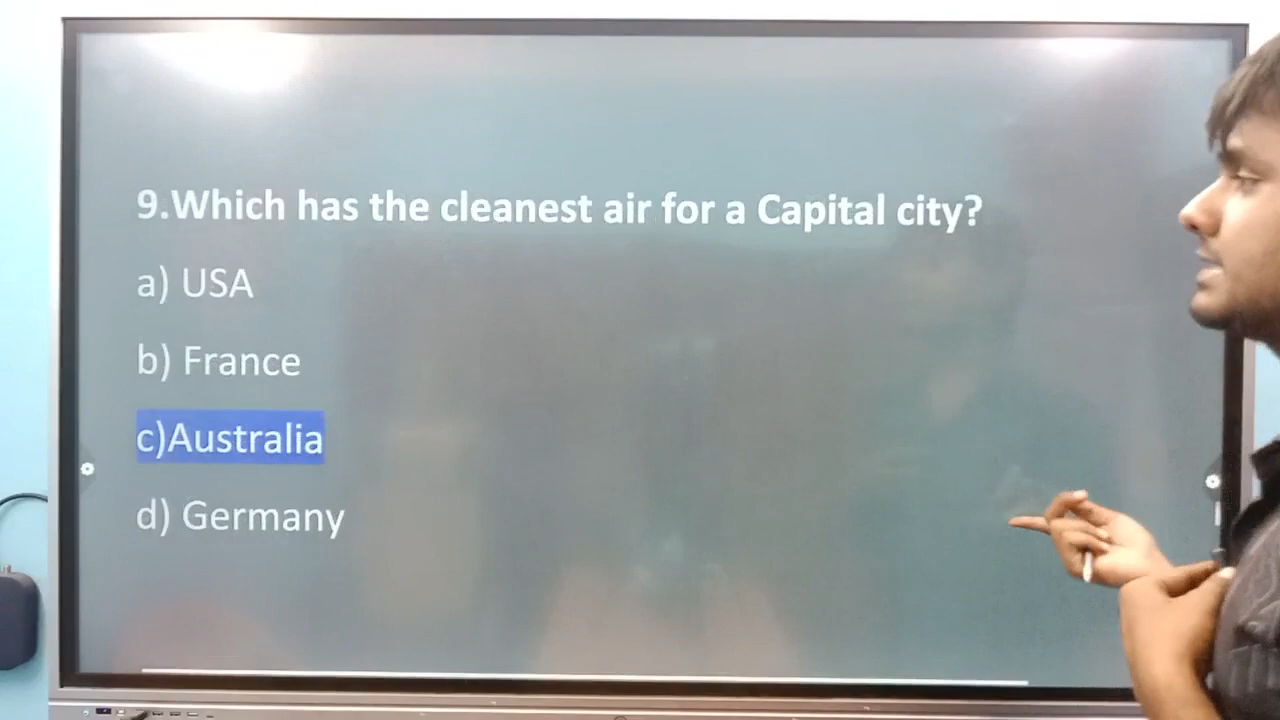 9.Which has the cleanest air for a Capital city?
a) USA
b) France
c)Australia
d) Germany